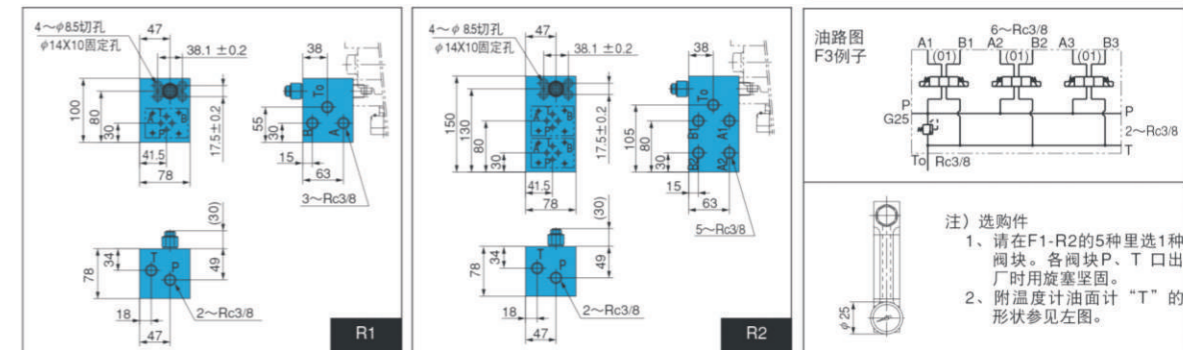 4～φ8.5切孔
φ14X10固定孔
47
38.1 ±0.2
17.5±0.2
100
80
30
41.5
78
A
B
P
38
To
55
30
B
A
15
63
3～Rc3/8
(30)
78
34
49
T
P
18
47
2～Rc3/8
R1
4～φ 8.5切孔
φ14X10固定孔
47
38.1 ±0.2
17.5±0.2
150
130
80
30
41.5
78
A
B
P
A
B
P
38
To
105
80
30
B1
A1
B2
A2
15
63
5～Rc3/8
(30)
78
34
49
T
P
18
47
2～Rc3/8
R2
油路图
F3例子
6～Rc3/8
A1 B1 A2 B2 A3 B3
(01) (01) (01)
P
P
G25
2～Rc3/8
T
To Rc3/8
φ25
注）选购件
1、请在F1-R2的5种里选1种
阀块。各阀块P、T 口出
厂时用旋塞坚固。
2、附温度计油面计“T”的
形状参见左图。